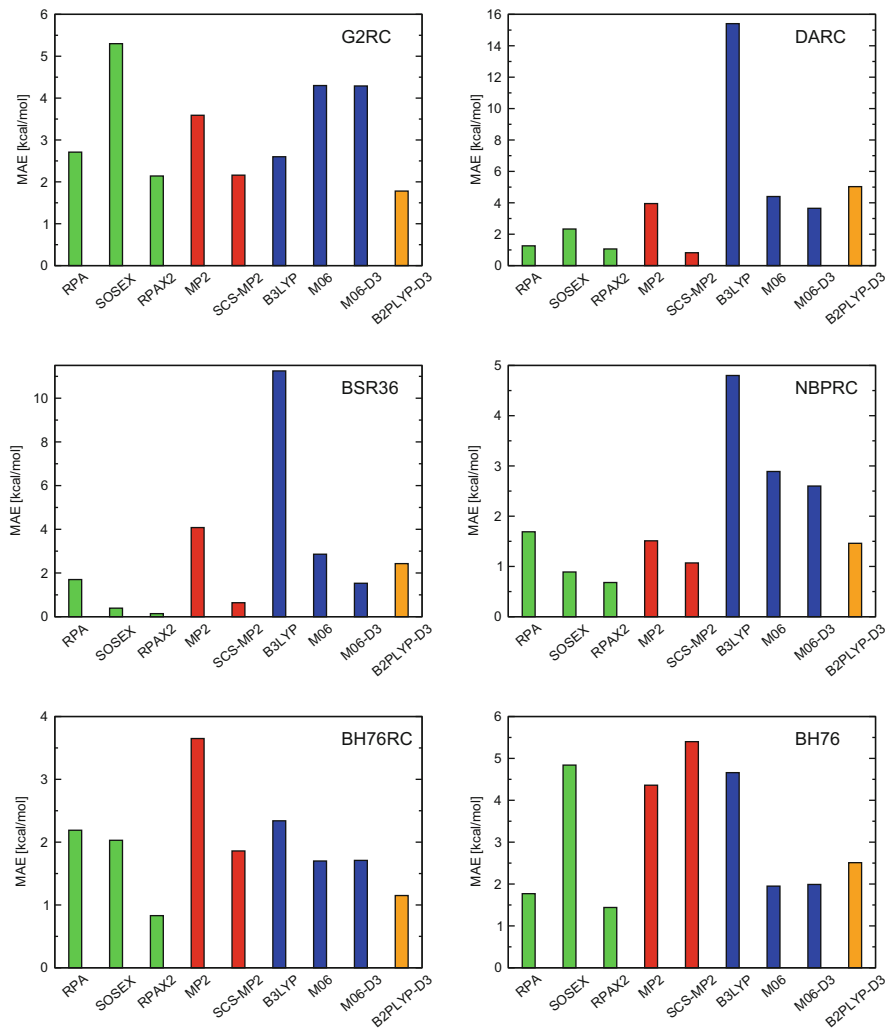 G2RC
MAE [kcal/mol]
6
5
4
3
2
1
0
RPA
SOSEX
RPAX2
MP2
SCS-MP2
B3LYP
M06
M06-D3
B2PLYP-D3
DARC
MAE [kcal/mol]
16
14
12
10
8
6
4
2
0
RPA
SOSEX
RPAX2
MP2
SCS-MP2
B3LYP
M06
M06-D3
B2PLYP-D3
BSR36
MAE [kcal/mol]
10
8
6
4
2
0
RPA
SOSEX
RPAX2
MP2
SCS-MP2
B3LYP
M06
M06-D3
B2PLYP-D3
NBPRC
MAE [kcal/mol]
5
4
3
2
1
0
RPA
SOSEX
RPAX2
MP2
SCS-MP2
B3LYP
M06
M06-D3
B2PLYP-D3
BH76RC
MAE [kcal/mol]
4
3
2
1
0
RPA
SOSEX
RPAX2
MP2
SCS-MP2
B3LYP
M06
M06-D3
B2PLYP-D3
BH76
MAE [kcal/mol]
6
5
4
3
2
1
0
RPA
SOSEX
RPAX2
MP2
SCS-MP2
B3LYP
M06
M06-D3
B2PLYP-D3